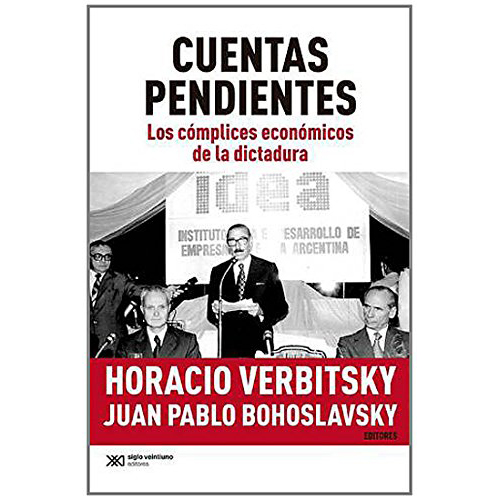 CUENTAS
PENDIENTES
Los cómplices económicos
de la dictadura
idea
INSTITUTO
DESARROLLO DE
EMPRESA
ARGENTINA
HORACIO VERBITSKY
JUAN PABLO BOHOSLAVSKY
EDITORES
siglo veintiuno
editores